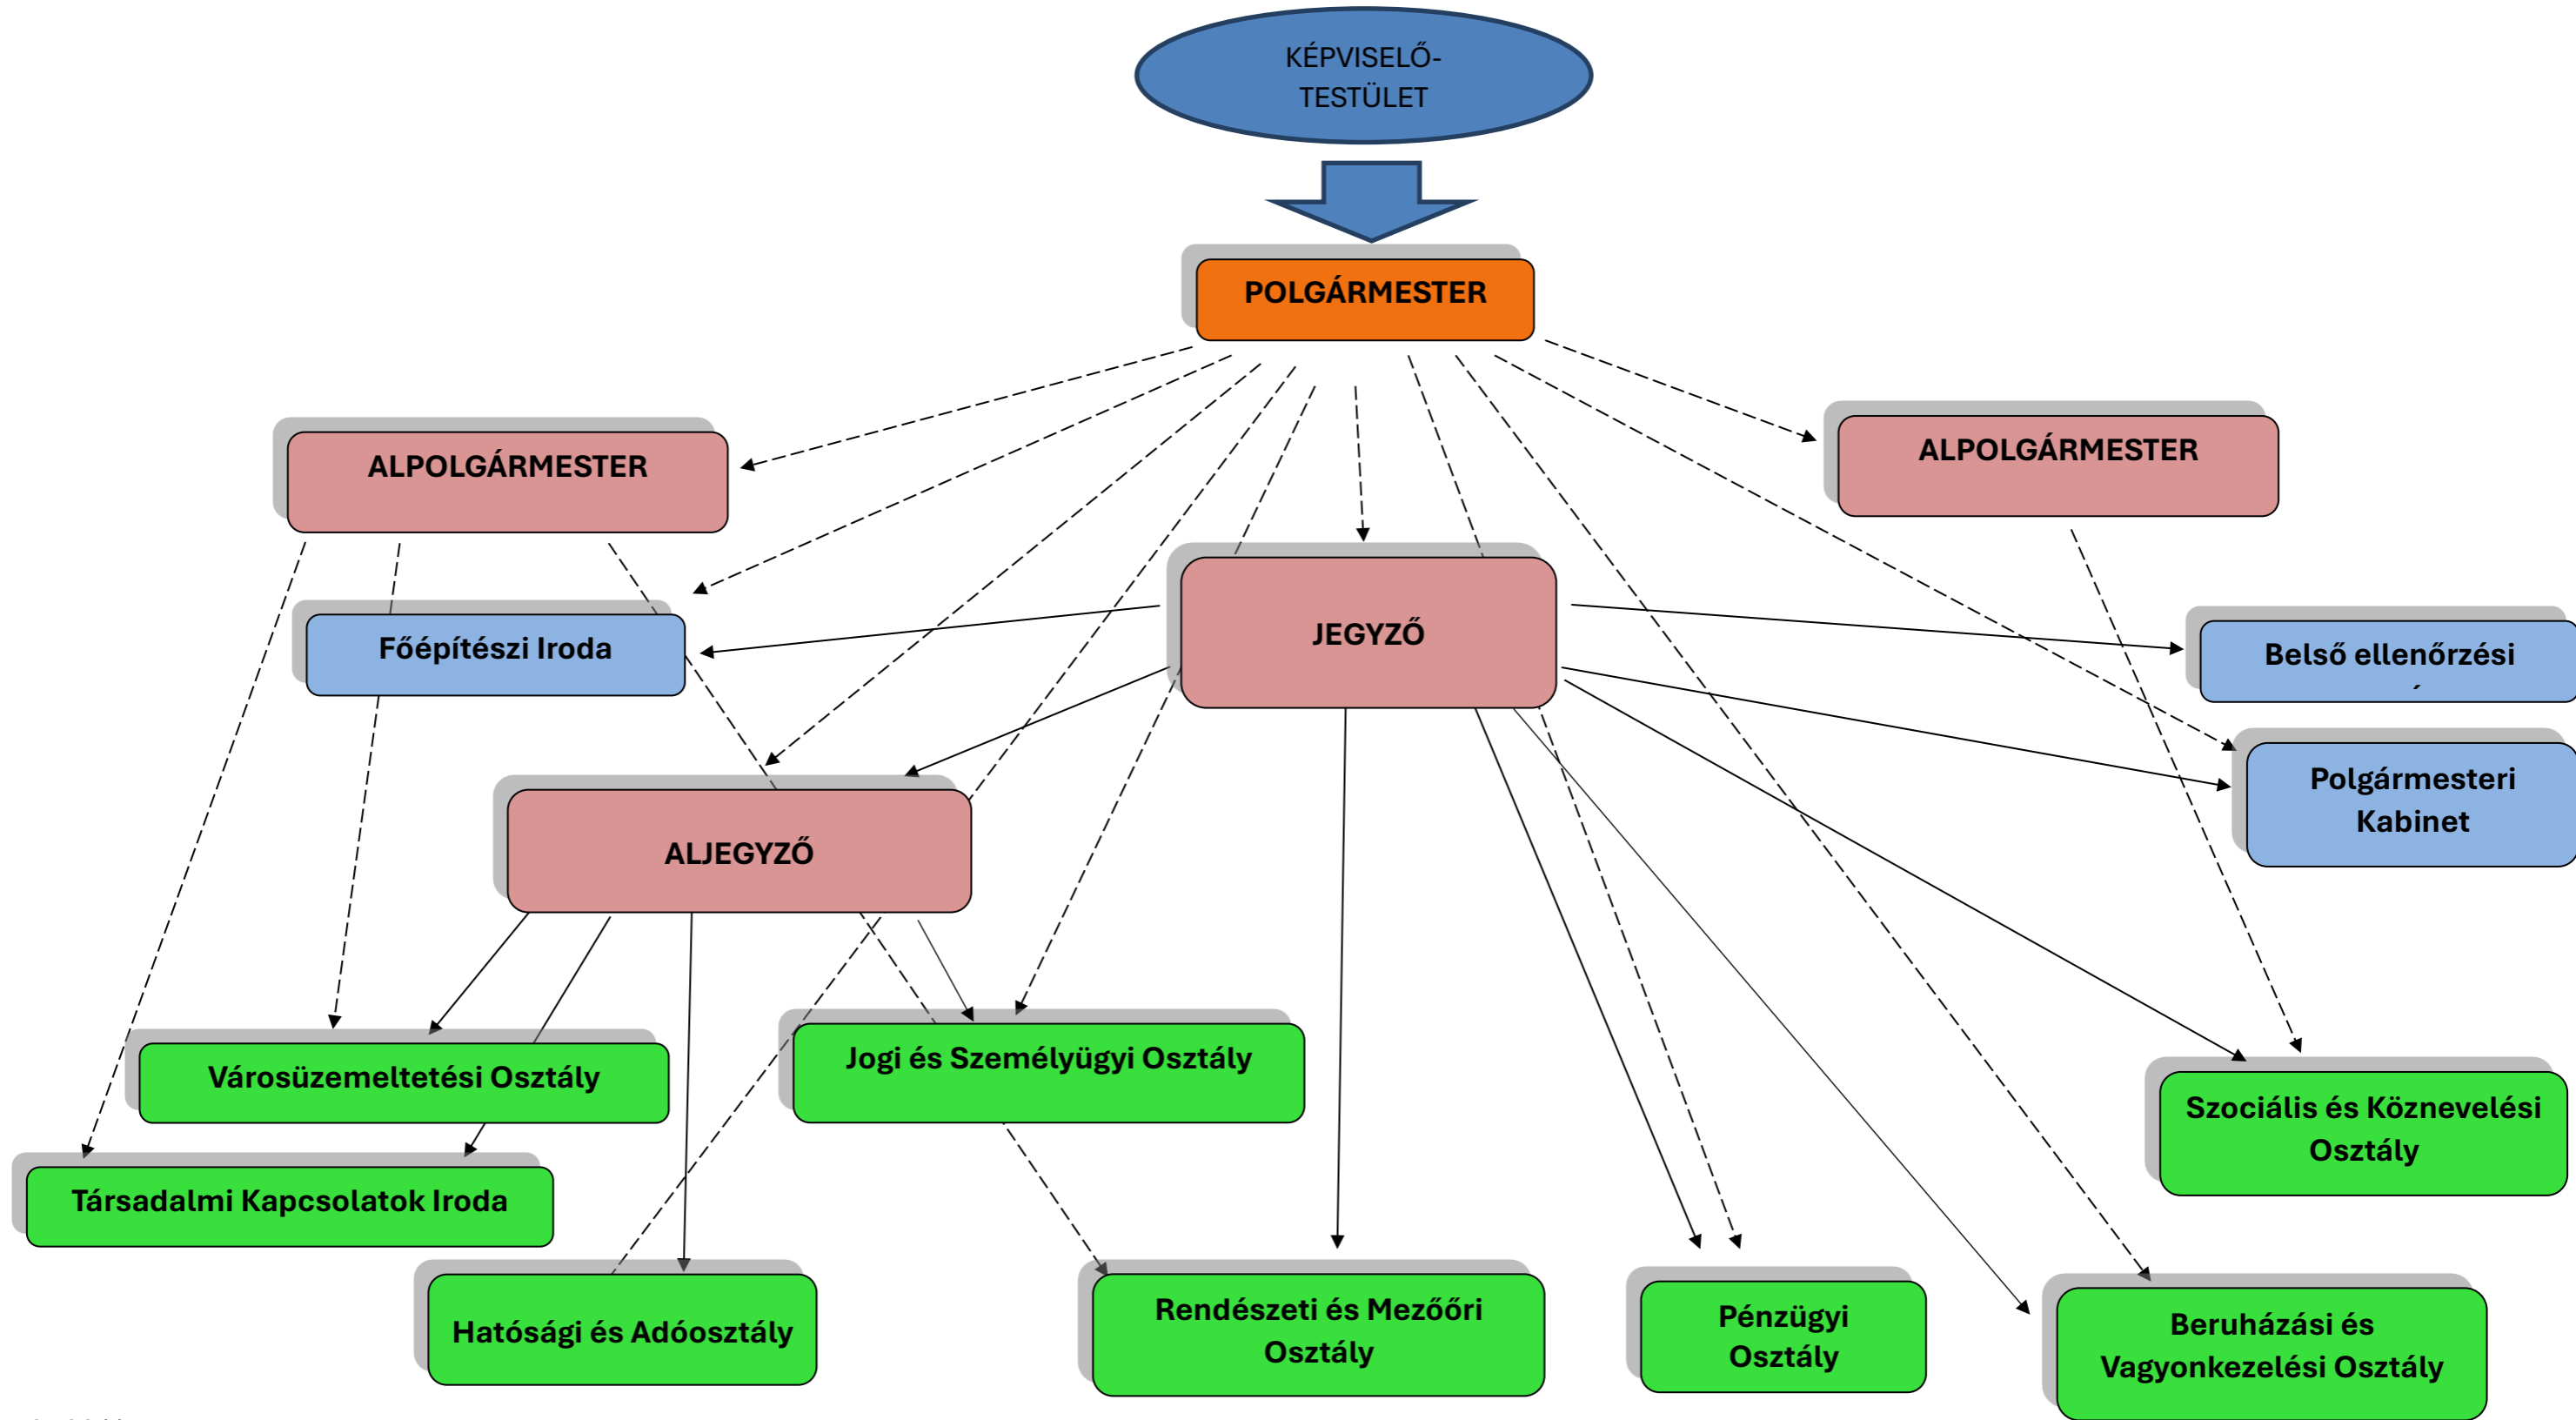 KÉPVISELŐ-
TESTÜLET
POLGÁRMESTER
ALPOLGÁRMESTER
ALPOLGÁRMESTER
Főépítészi Iroda
JEGYZŐ
Belső ellenőrzési
Polgármesteri
Kabinet
ALJEGYZŐ
Városüzemeltetési Osztály
Jogi és Személyügyi Osztály
Szociális és Köznevelési
Osztály
Társadalmi Kapcsolatok Iroda
Hatósági és Adóosztály
Rendészeti és Mezőőri
Osztály
Pénzügyi
Osztály
Beruházási és
Vagyonkezelési Osztály